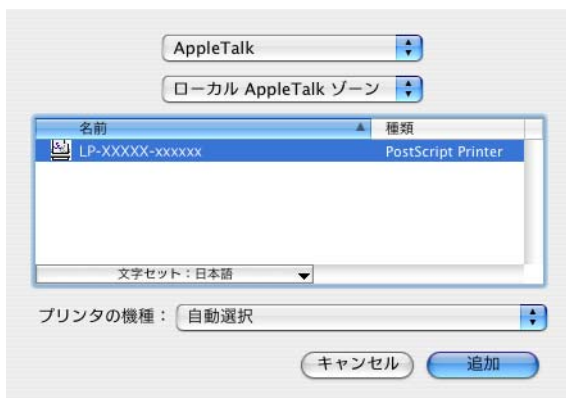 AppleTalk
ローカル AppleTalk ゾーン
名前 種類
LP-XXXXX-xxxxxx PostScript Printer
文字セット：日本語
プリンタの機種： 自動選択
キャンセル 追加